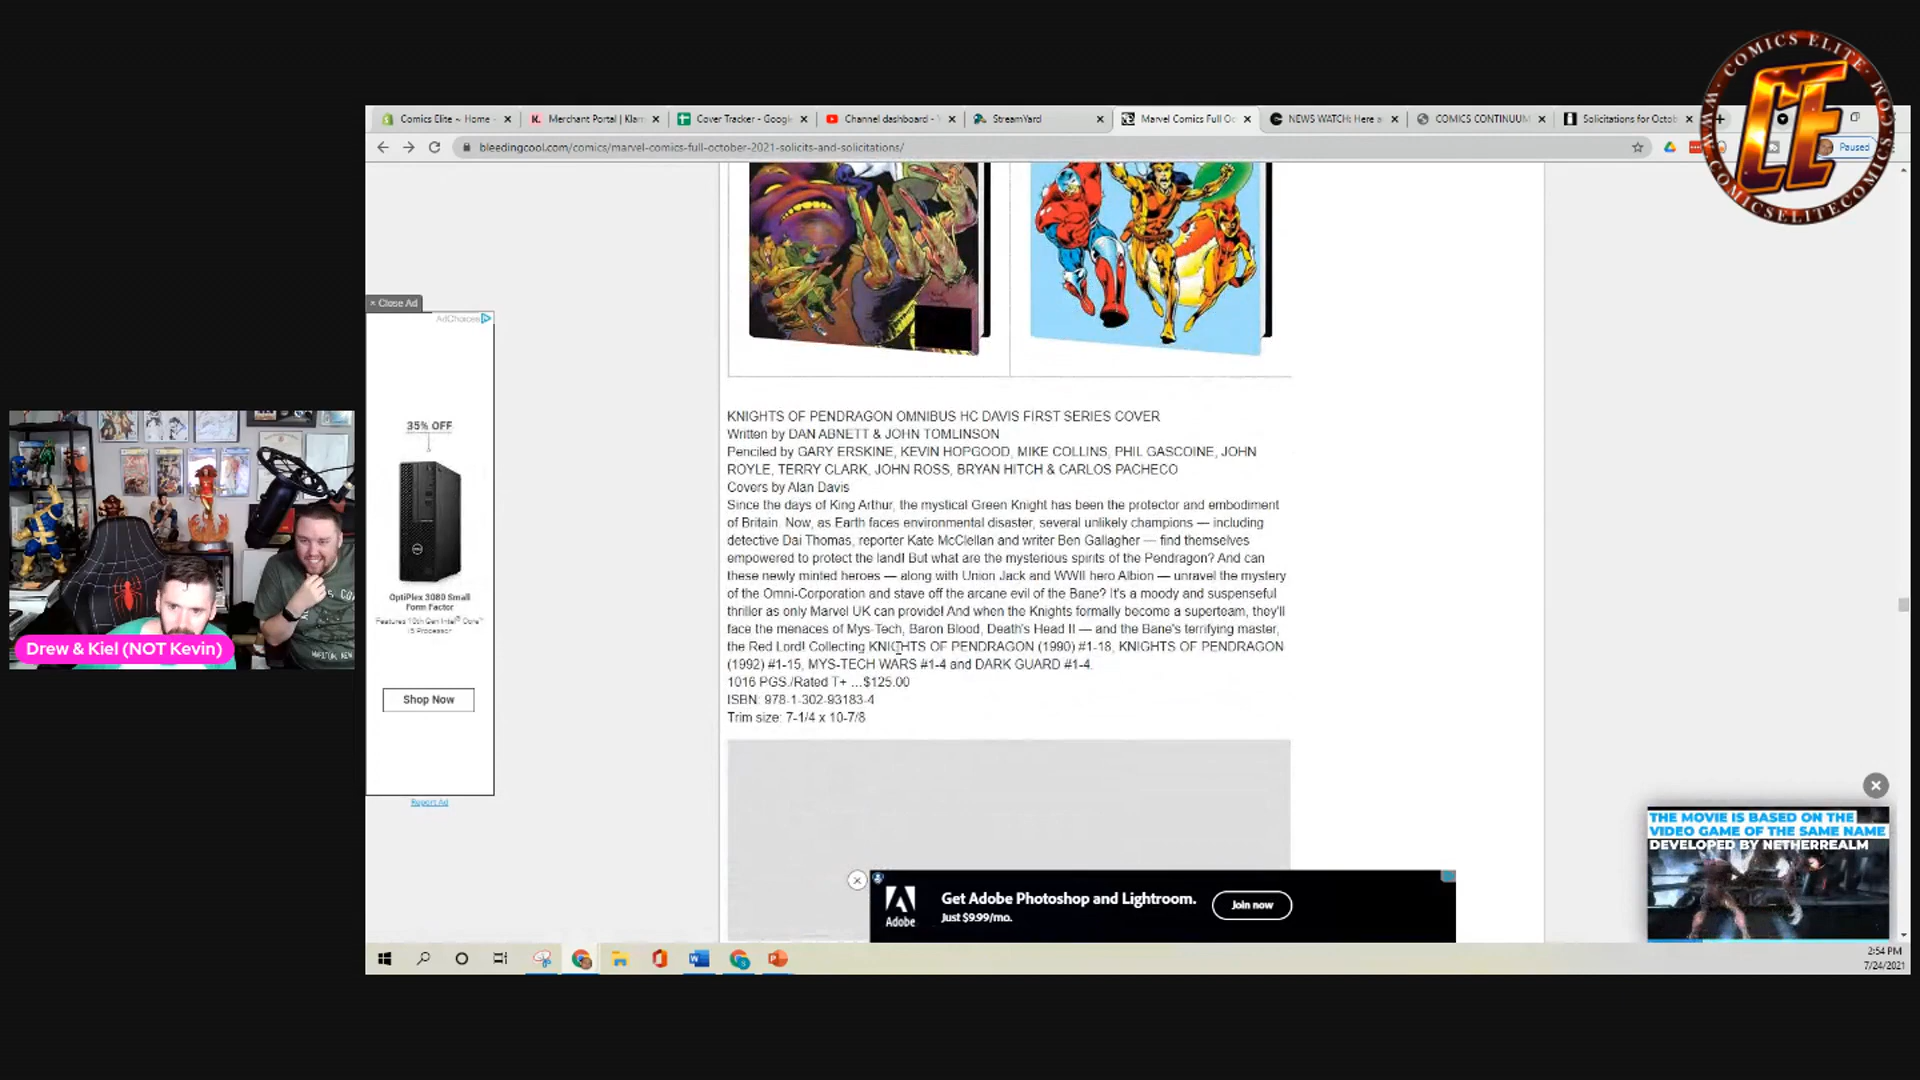 COMICS ELITE
WWW.COMICSELITECOMICS.COM
CE
Comics Elite ~ Home -
Merchant Portal | Klarn
Cover Tracker - Google
Channel dashboard -
StreamYard
Marvel Comics Full Oc
NEWS WATCH: Here a
COMICS CONTINUUM
Solicitations for Octob
bleedingcool.com/comics/marvel-comics-full-october-2021-solicits-and-solicitations/
Paused
× Close Ad
AdChoices
35% OFF
OptiPlex 3080 Small
Form Factor
Features 10th Gen Intel® Core™
i5 Processor
Shop Now
Report Ad
KNIGHTS OF PENDRAGON OMNIBUS HC DAVIS FIRST SERIES COVER
Written by DAN ABNETT & JOHN TOMLINSON
Penciled by GARY ERSKINE, KEVIN HOPGOOD, MIKE COLLINS, PHIL GASCOINE, JOHN
ROYLE, TERRY CLARK, JOHN ROSS, BRYAN HITCH & CARLOS PACHECO
Covers by Alan Davis
Since the days of King Arthur, the mystical Green Knight has been the protector and embodiment
of Britain. Now, as Earth faces environmental disaster, several unlikely champions — including
detective Dai Thomas, reporter Kate McClellan and writer Ben Gallagher — find themselves
empowered to protect the land! But what are the mysterious spirits of the Pendragon? And can
these newly minted heroes — along with Union Jack and WWII hero Albion — unravel the mystery
of the Omni-Corporation and stave off the arcane evil of the Bane? It's a moody and suspenseful
thriller as only Marvel UK can provide! And when the Knights formally become a superteam, they'll
face the menaces of Mys-Tech, Baron Blood, Death's Head II — and the Bane's terrifying master,
the Red Lord! Collecting KNIGHTS OF PENDRAGON (1990) #1-18, KNIGHTS OF PENDRAGON
(1992) #1-15, MYS-TECH WARS #1-4 and DARK GUARD #1-4.
1016 PGS./Rated T+ …$125.00
ISBN: 978-1-302-93183-4
Trim size: 7-1/4 x 10-7/8
Drew & Kiel (NOT Kevin)
THE MOVIE IS BASED ON THE
VIDEO GAME OF THE SAME NAME
DEVELOPED BY NETHERREALM
Adobe
Get Adobe Photoshop and Lightroom.
Just $9.99/mo.
Join now
2:54 PM
7/24/2021